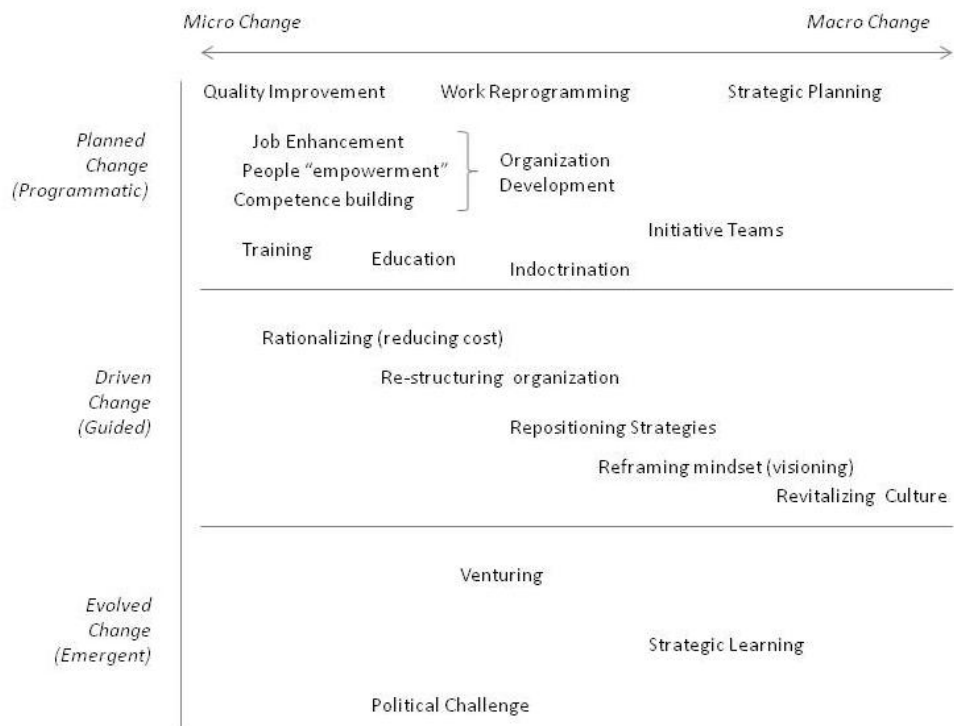 Micro Change
Macro Change
Quality Improvement
Work Reprogramming
Strategic Planning
Planned
Change
(Programmatic)
Job Enhancement
People “empowerment”
Competence building
Organization
Development
Initiative Teams
Training
Education
Indoctrination
Driven
Change
(Guided)
Rationalizing (reducing cost)
Re-structuring organization
Repositioning Strategies
Reframing mindset (visioning)
Revitalizing Culture
Evolved
Change
(Emergent)
Venturing
Strategic Learning
Political Challenge